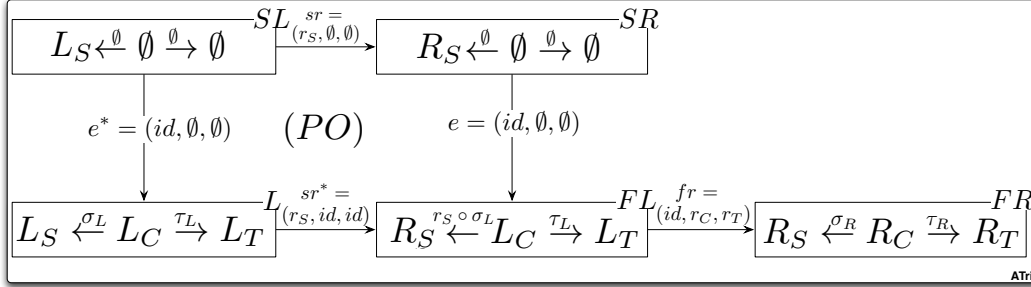 SL sr = SR
(r_S, ∅, ∅)
L_S ←∅ ∅ ∅→ ∅ R_S ←∅ ∅ ∅→ ∅
e* = (id, ∅, ∅) (PO) e = (id, ∅, ∅)
L sr* = FL fr = FR
(r_S, id, id) (id, r_C, r_T)
L_S ←σ_L L_C τ_L→ L_T R_S ←r_S ∘ σ_L L_C τ_L→ L_T R_S ←σ_R R_C τ_R→ R_T
ATri